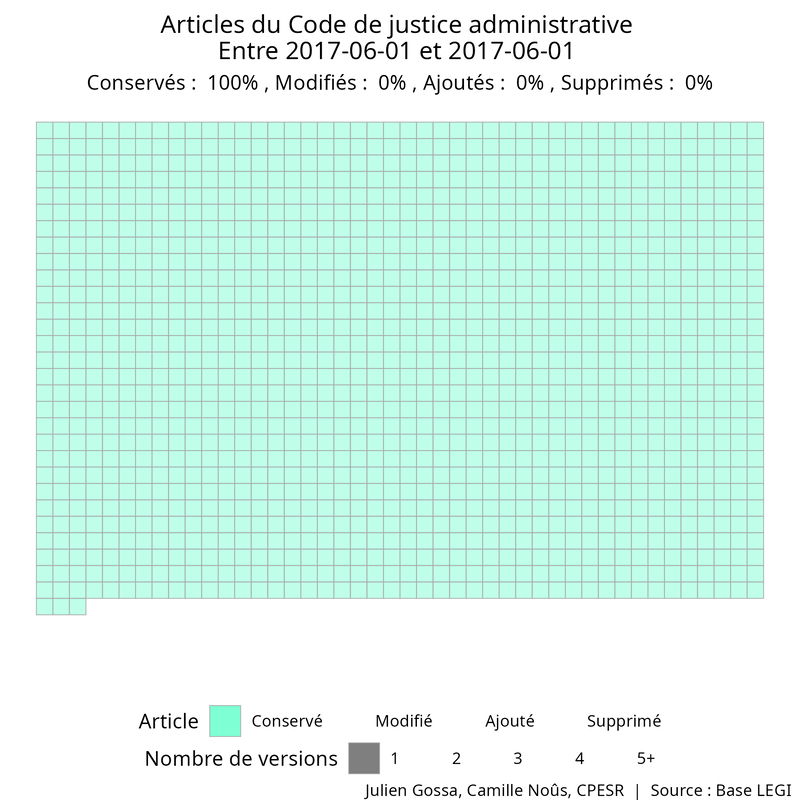 Articles du Code de justice administrative
Entre 2017-06-01 et 2017-06-01
Conservés :  100% , Modifiés :  0% , Ajoutés :  0% , Supprimés :  0%
Article Conservé Modifié Ajouté Supprimé
Nombre de versions 1 2 3 4 5+
Julien Gossa, Camille Noûs, CPESR  |  Source : Base LEGI